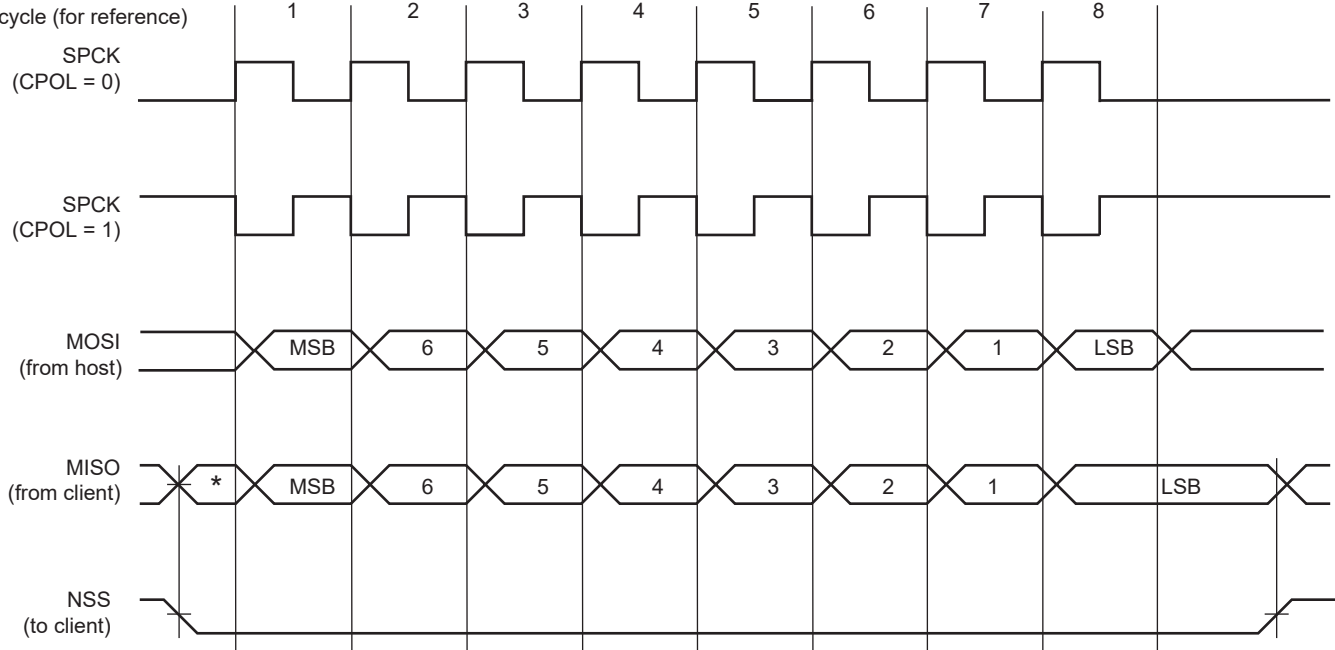 cycle (for reference)
1 2 3 4 5 6 7 8
SPCK
(CPOL = 0)
SPCK
(CPOL = 1)
MOSI
(from host)
MSB 6 5 4 3 2 1 LSB
MISO
(from client)
* MSB 6 5 4 3 2 1 LSB
NSS
(to client)